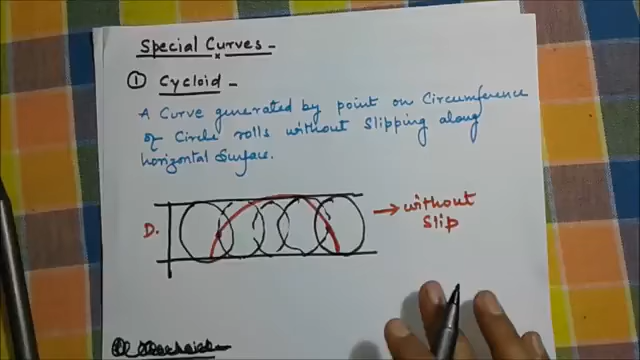 Special Curves -
① Cycloid -
A Curve generated by point on Circumference
of Circle rolls without Slipping along
horizontal Surface.
D.
→ without
Slip